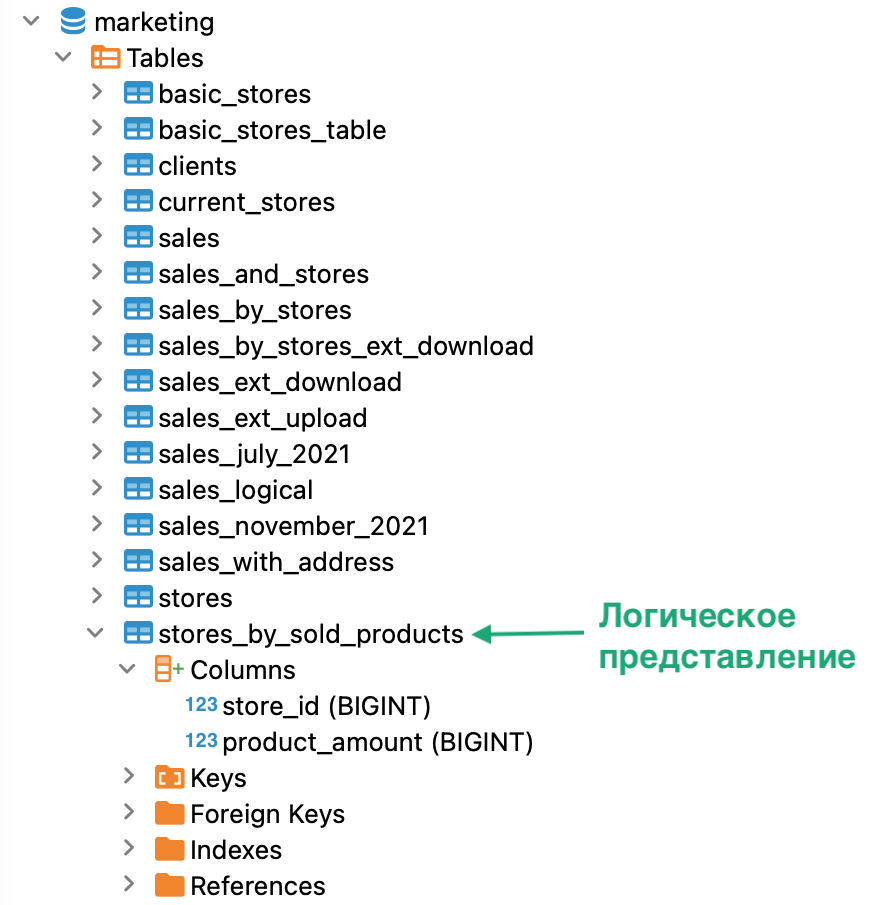 marketing
Tables
basic_stores
basic_stores_table
clients
current_stores
sales
sales_and_stores
sales_by_stores
sales_by_stores_ext_download
sales_ext_download
sales_ext_upload
sales_july_2021
sales_logical
sales_november_2021
sales_with_address
stores
stores_by_sold_products
Логическое
представление
Columns
123 store_id (BIGINT)
123 product_amount (BIGINT)
Keys
Foreign Keys
Indexes
References